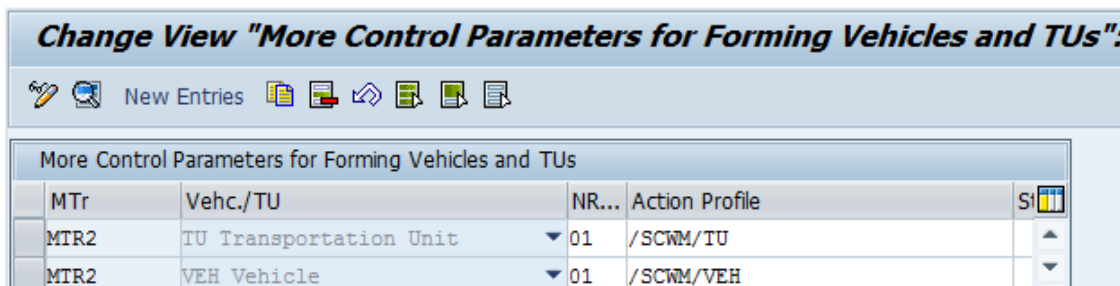 Change View "More Control Parameters for Forming Vehicles and TUs":
New Entries
More Control Parameters for Forming Vehicles and TUs
MTr Vehc./TU NR... Action Profile
MTR2 TU Transportation Unit 01 /SCWM/TU
MTR2 VEH Vehicle 01 /SCWM/VEH